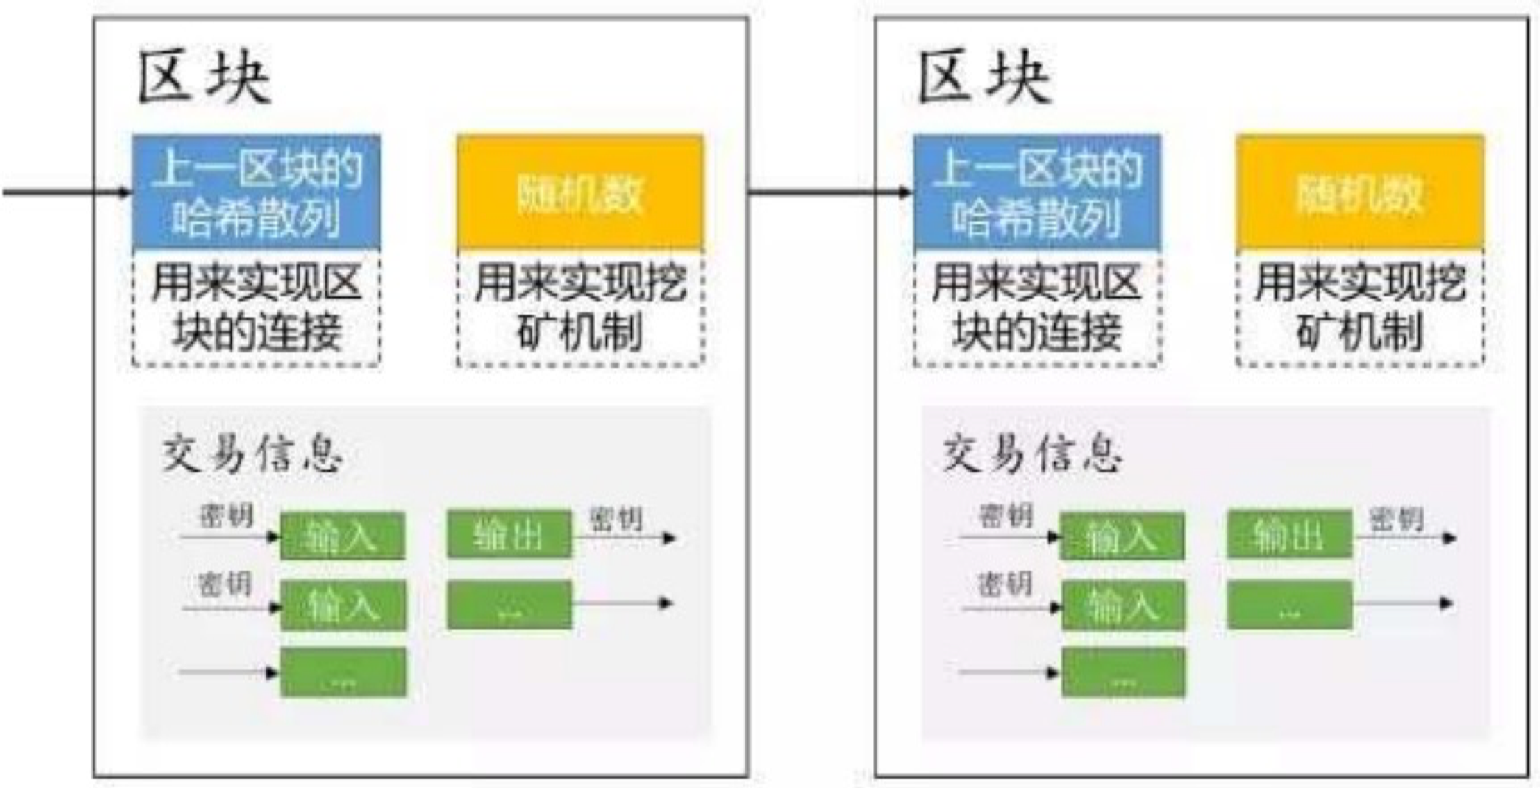 区块
上一区块的
哈希散列
用来实现区
块的连接
随机数
用来实现挖
矿机制
交易信息
密钥
输入
输出
密钥
密钥
输入
...
...
区块
上一区块的
哈希散列
用来实现区
块的连接
随机数
用来实现挖
矿机制
交易信息
密钥
输入
输出
密钥
密钥
输入
...
...